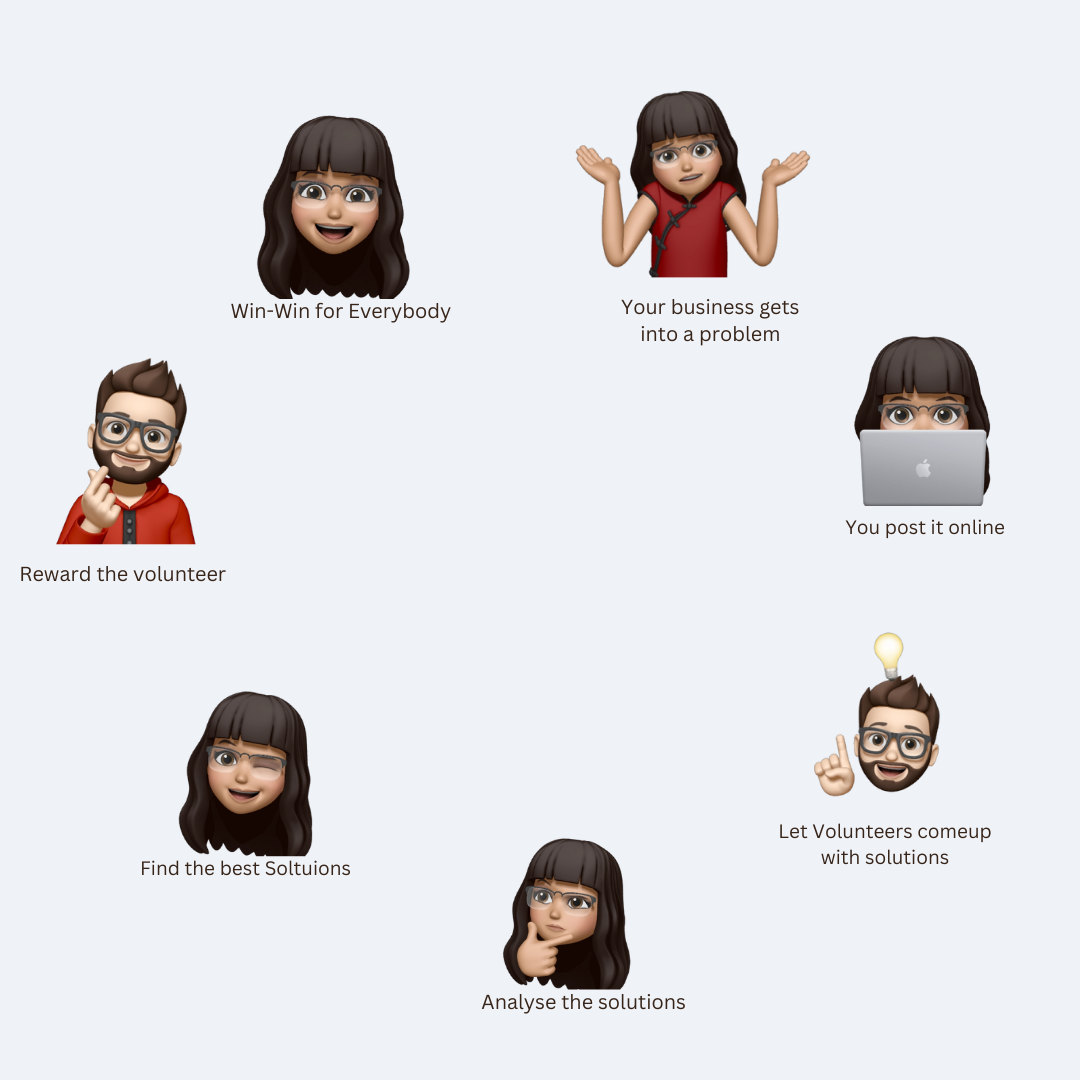 Win-Win for Everybody
Your business gets
into a problem
You post it online
Reward the volunteer
Let Volunteers comeup
with solutions
Find the best Soltuions
Analyse the solutions